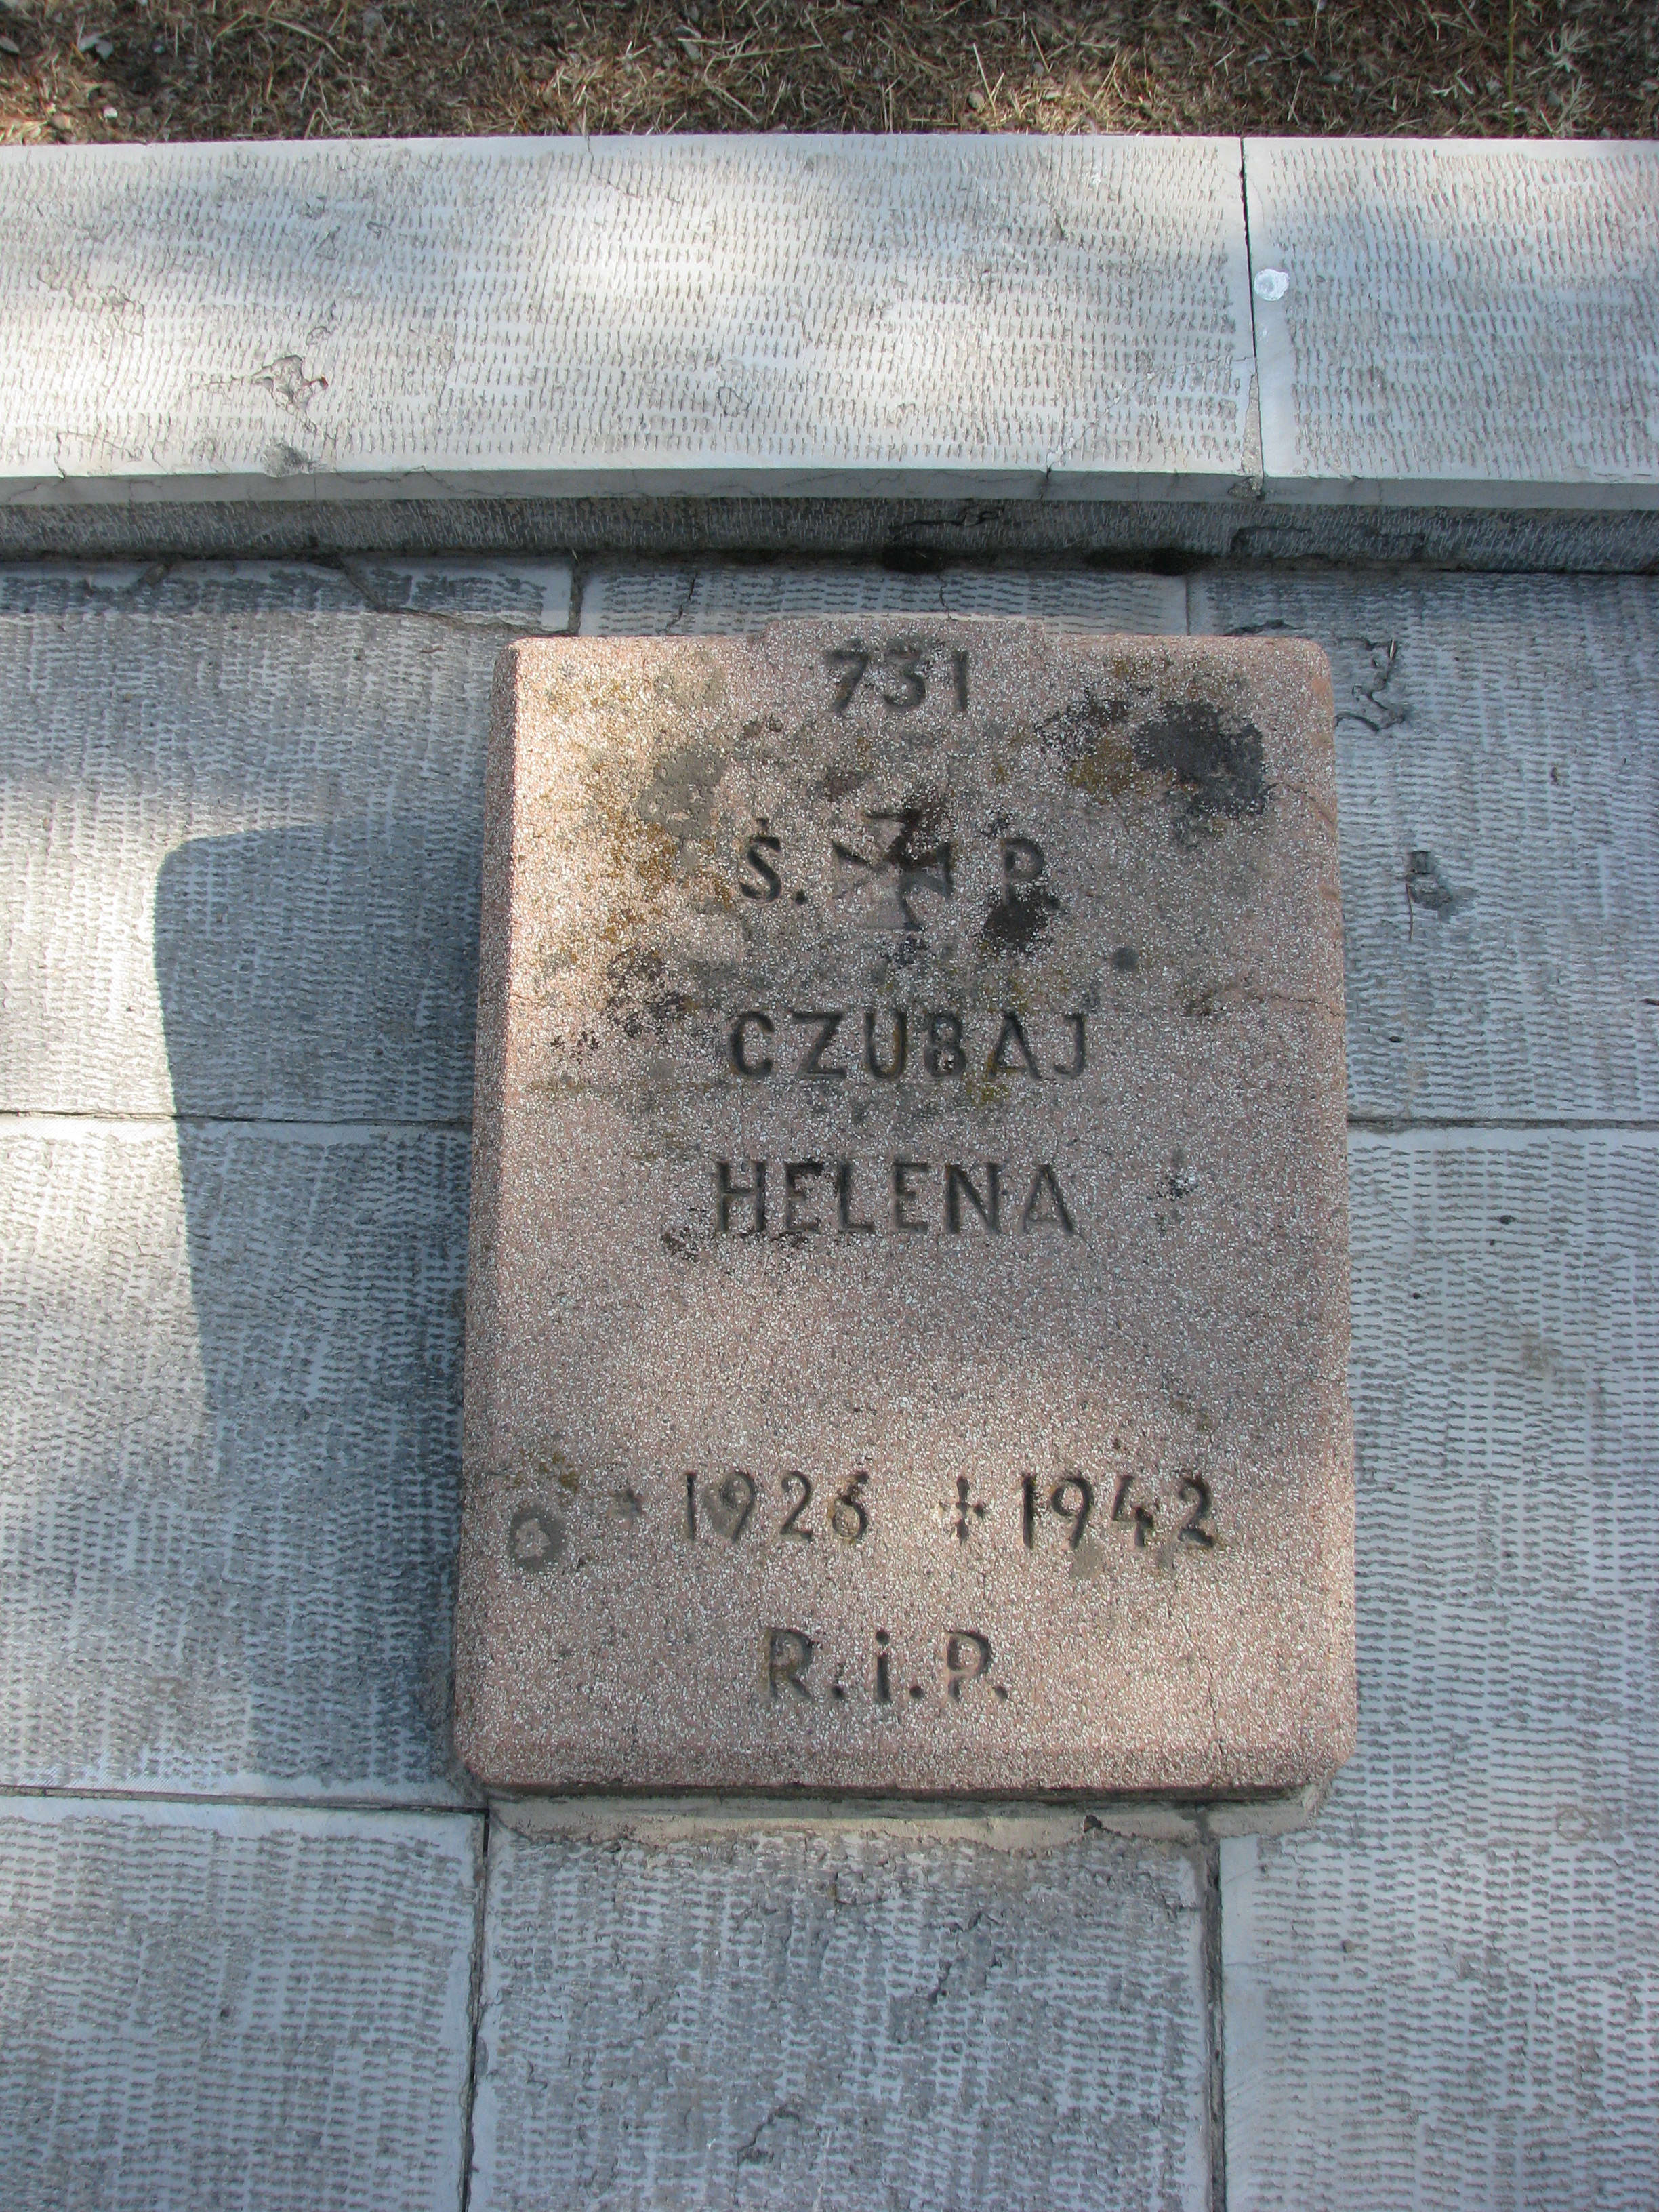 731
Ś. ✠ P.
CZUBAJ
HELENA
* 1926 ✝ 1942
R.i.P.